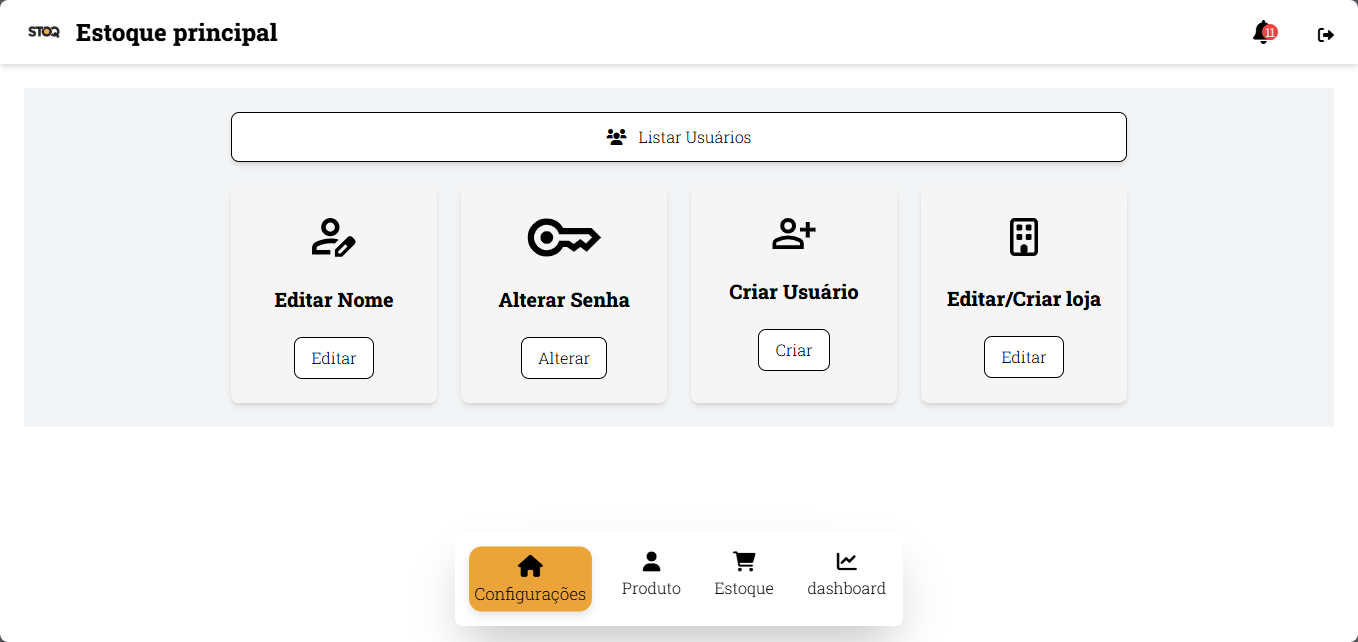 STOQ Estoque principal 11
Listar Usuários
Editar Nome Alterar Senha Criar Usuário Editar/Criar loja
Editar Alterar Criar Editar
Configurações Produto Estoque dashboard